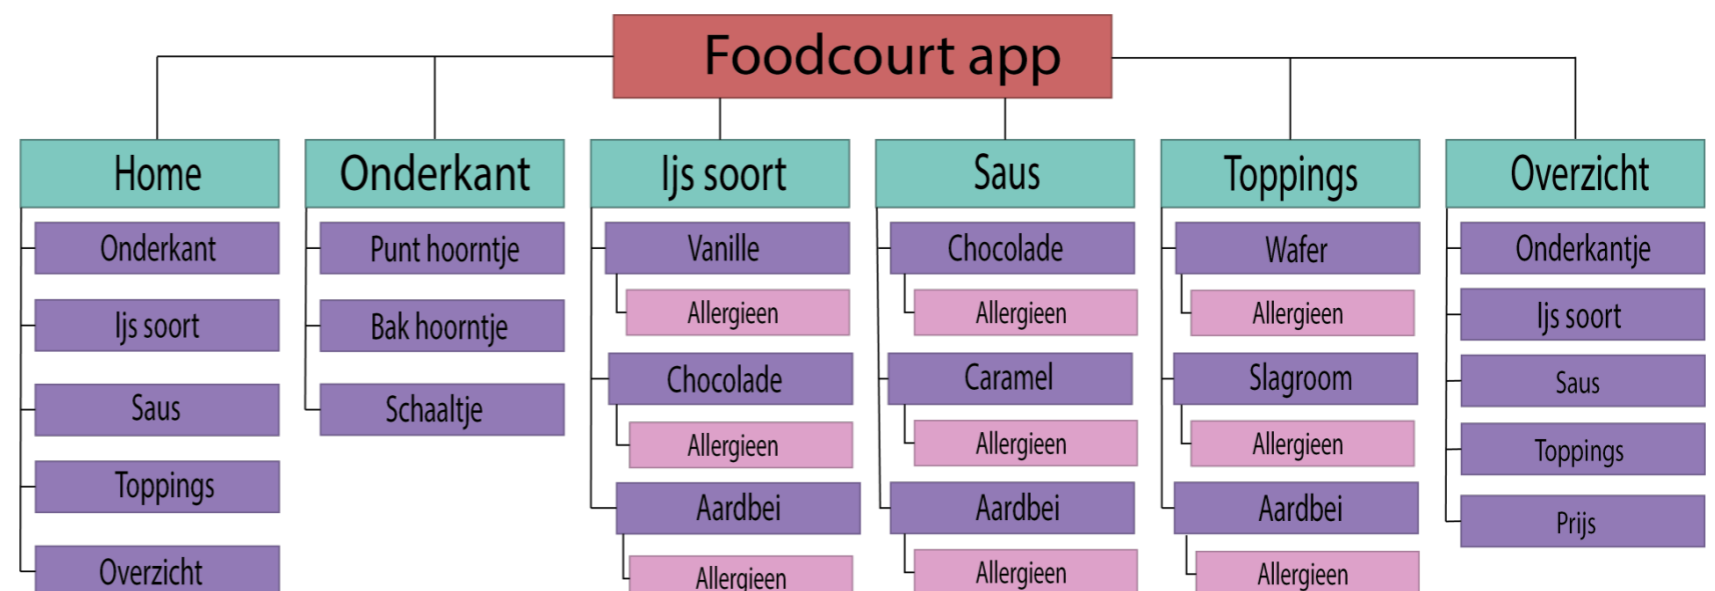 Foodcourt app
Home
Onderkant
Ijs soort
Saus
Toppings
Overzicht
Onderkant
Punt hoorntje
Bak hoorntje
Schaaltje
Ijs soort
Vanille
Allergieen
Chocolade
Allergieen
Aardbei
Allergieen
Saus
Chocolade
Allergieen
Caramel
Allergieen
Aardbei
Allergieen
Toppings
Wafer
Allergieen
Slagroom
Allergieen
Aardbei
Allergieen
Overzicht
Onderkantje
Ijs soort
Saus
Toppings
Prijs